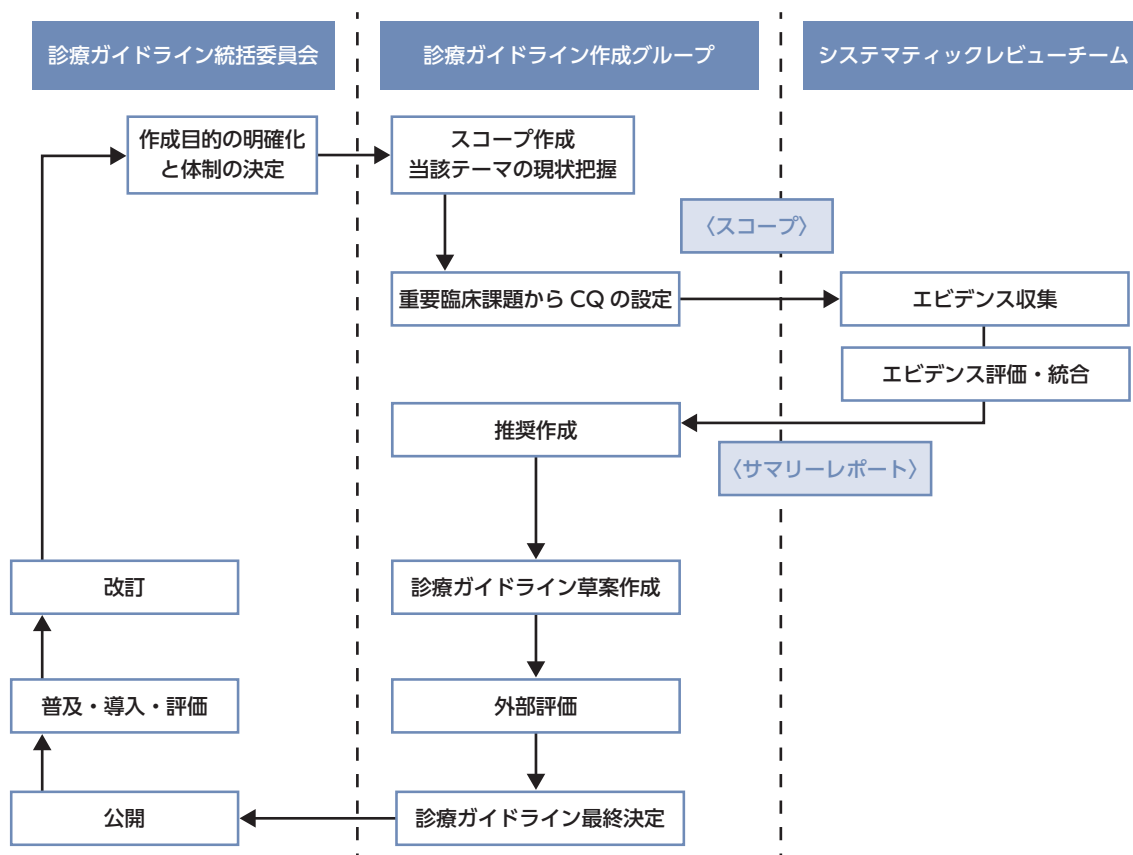 診療ガイドライン統括委員会
診療ガイドライン作成グループ
システマティックレビューチーム
作成目的の明確化
と体制の決定
スコープ作成
当該テーマの現状把握
〈スコープ〉
重要臨床課題から CQ の設定
エビデンス収集
エビデンス評価・統合
推奨作成
〈サマリーレポート〉
改訂
診療ガイドライン草案作成
普及・導入・評価
外部評価
公開
診療ガイドライン最終決定